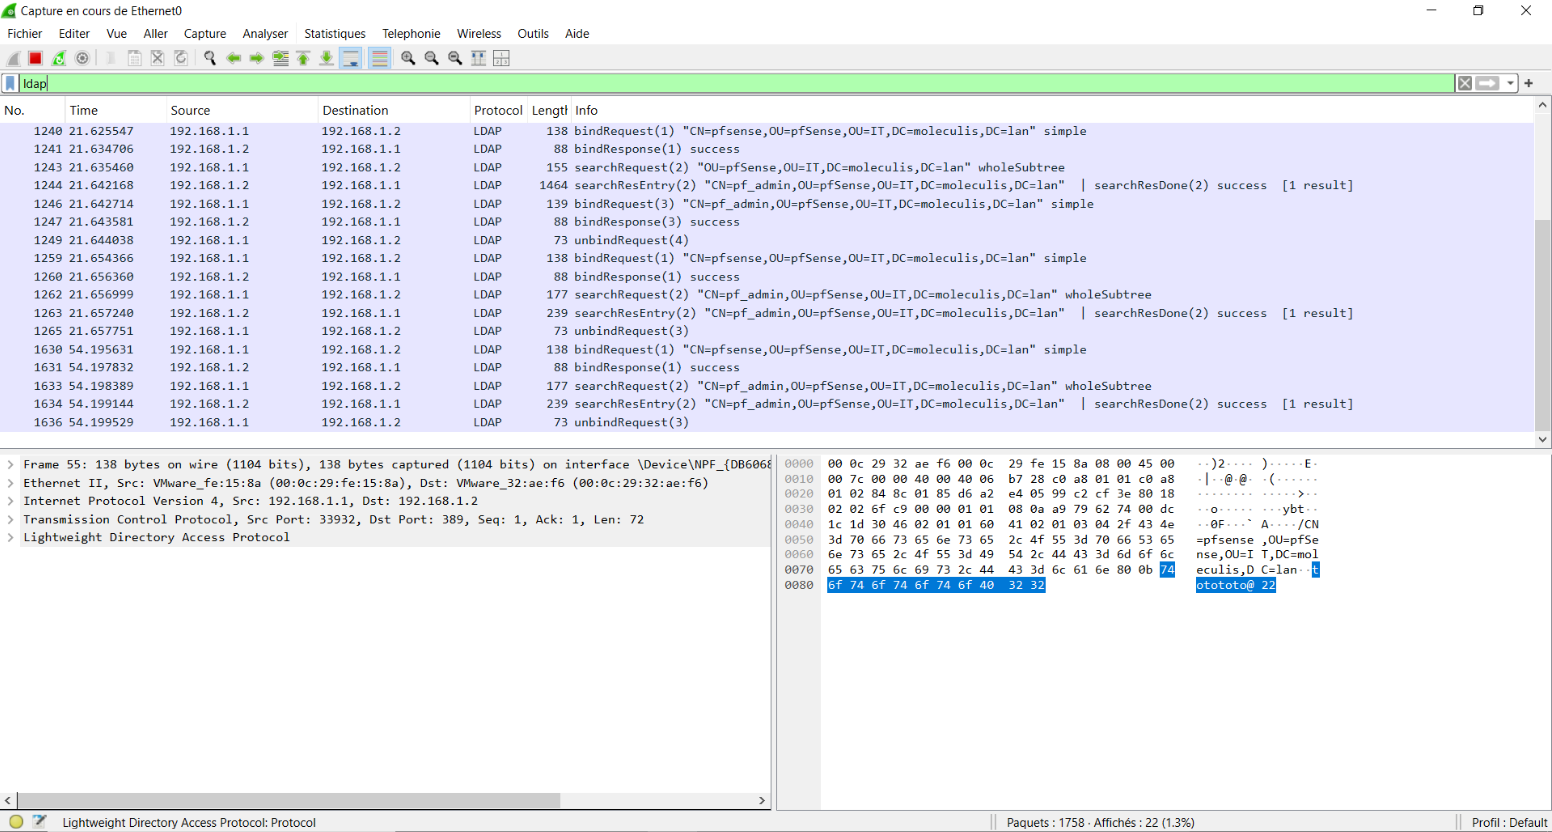 Capture en cours de Ethernet0
Fichier Editer Vue Aller Capture Analyser Statistiques Telephonie Wireless Outils Aide
ldap
No. Time Source Destination Protocol Length Info
1240 21.625547 192.168.1.1 192.168.1.2 LDAP 138 bindRequest(1) "CN=pfsense,OU=pfSense,OU=IT,DC=moleculis,DC=lan" simple
1241 21.634706 192.168.1.2 192.168.1.1 LDAP 88 bindResponse(1) success
1243 21.635460 192.168.1.1 192.168.1.2 LDAP 155 searchRequest(2) "OU=pfSense,OU=IT,DC=moleculis,DC=lan" wholeSubtree
1244 21.642168 192.168.1.2 192.168.1.1 LDAP 1464 searchResEntry(2) "CN=pf_admin,OU=pfSense,OU=IT,DC=moleculis,DC=lan" | searchResDone(2) success [1 result]
1246 21.642714 192.168.1.1 192.168.1.2 LDAP 139 bindRequest(3) "CN=pf_admin,OU=pfSense,OU=IT,DC=moleculis,DC=lan" simple
1247 21.643581 192.168.1.2 192.168.1.1 LDAP 88 bindResponse(3) success
1249 21.644038 192.168.1.1 192.168.1.2 LDAP 73 unbindRequest(4)
1259 21.654366 192.168.1.1 192.168.1.2 LDAP 138 bindRequest(1) "CN=pfsense,OU=pfSense,OU=IT,DC=moleculis,DC=lan" simple
1260 21.656360 192.168.1.2 192.168.1.1 LDAP 88 bindResponse(1) success
1262 21.656999 192.168.1.1 192.168.1.2 LDAP 177 searchRequest(2) "CN=pf_admin,OU=pfSense,OU=IT,DC=moleculis,DC=lan" wholeSubtree
1263 21.657240 192.168.1.2 192.168.1.1 LDAP 239 searchResEntry(2) "CN=pf_admin,OU=pfSense,OU=IT,DC=moleculis,DC=lan" | searchResDone(2) success [1 result]
1265 21.657751 192.168.1.1 192.168.1.2 LDAP 73 unbindRequest(3)
1630 54.195631 192.168.1.1 192.168.1.2 LDAP 138 bindRequest(1) "CN=pfsense,OU=pfSense,OU=IT,DC=moleculis,DC=lan" simple
1631 54.197832 192.168.1.2 192.168.1.1 LDAP 88 bindResponse(1) success
1633 54.198389 192.168.1.1 192.168.1.2 LDAP 177 searchRequest(2) "CN=pf_admin,OU=pfSense,OU=IT,DC=moleculis,DC=lan" wholeSubtree
1634 54.199144 192.168.1.2 192.168.1.1 LDAP 239 searchResEntry(2) "CN=pf_admin,OU=pfSense,OU=IT,DC=moleculis,DC=lan" | searchResDone(2) success [1 result]
1636 54.199529 192.168.1.1 192.168.1.2 LDAP 73 unbindRequest(3)
Frame 55: 138 bytes on wire (1104 bits), 138 bytes captured (1104 bits) on interface \Device\NPF_{DB6068
Ethernet II, Src: VMware_fe:15:8a (00:0c:29:fe:15:8a), Dst: VMware_32:ae:f6 (00:0c:29:32:ae:f6)
Internet Protocol Version 4, Src: 192.168.1.1, Dst: 192.168.1.2
Transmission Control Protocol, Src Port: 33932, Dst Port: 389, Seq: 1, Ack: 1, Len: 72
Lightweight Directory Access Protocol
0000 00 0c 29 32 ae f6 00 0c 29 fe 15 8a 08 00 45 00 ··)2···· )·····E·
0010 00 7c 00 00 40 00 40 06 b7 28 c0 a8 01 01 c0 a8 ·|··@·@· ·(······
0020 01 02 84 8c 01 85 d6 a2 e4 05 99 c2 cf 3e 80 18 ········ ·····>··
0030 02 02 6f c9 00 00 01 01 08 0a a9 79 62 74 00 dc ··o····· ···ybt··
0040 1c 1d 30 46 02 01 01 60 41 02 01 03 04 2f 43 4e ··0F···` A····/CN
0050 3d 70 66 73 65 6e 73 65 2c 4f 55 3d 70 66 53 65 =pfsense ,OU=pfSe
0060 6e 73 65 2c 4f 55 3d 49 54 2c 44 43 3d 6d 6f 6c nse,OU=I T,DC=mol
0070 65 63 75 6c 69 73 2c 44 43 3d 6c 61 6e 80 0b 74 eculis,D C=lan··t
0080 6f 74 6f 74 6f 74 6f 40 32 32 otototo@ 22
Lightweight Directory Access Protocol: Protocol
Paquets : 1758 · Affichés : 22 (1.3%)
Profil : Default